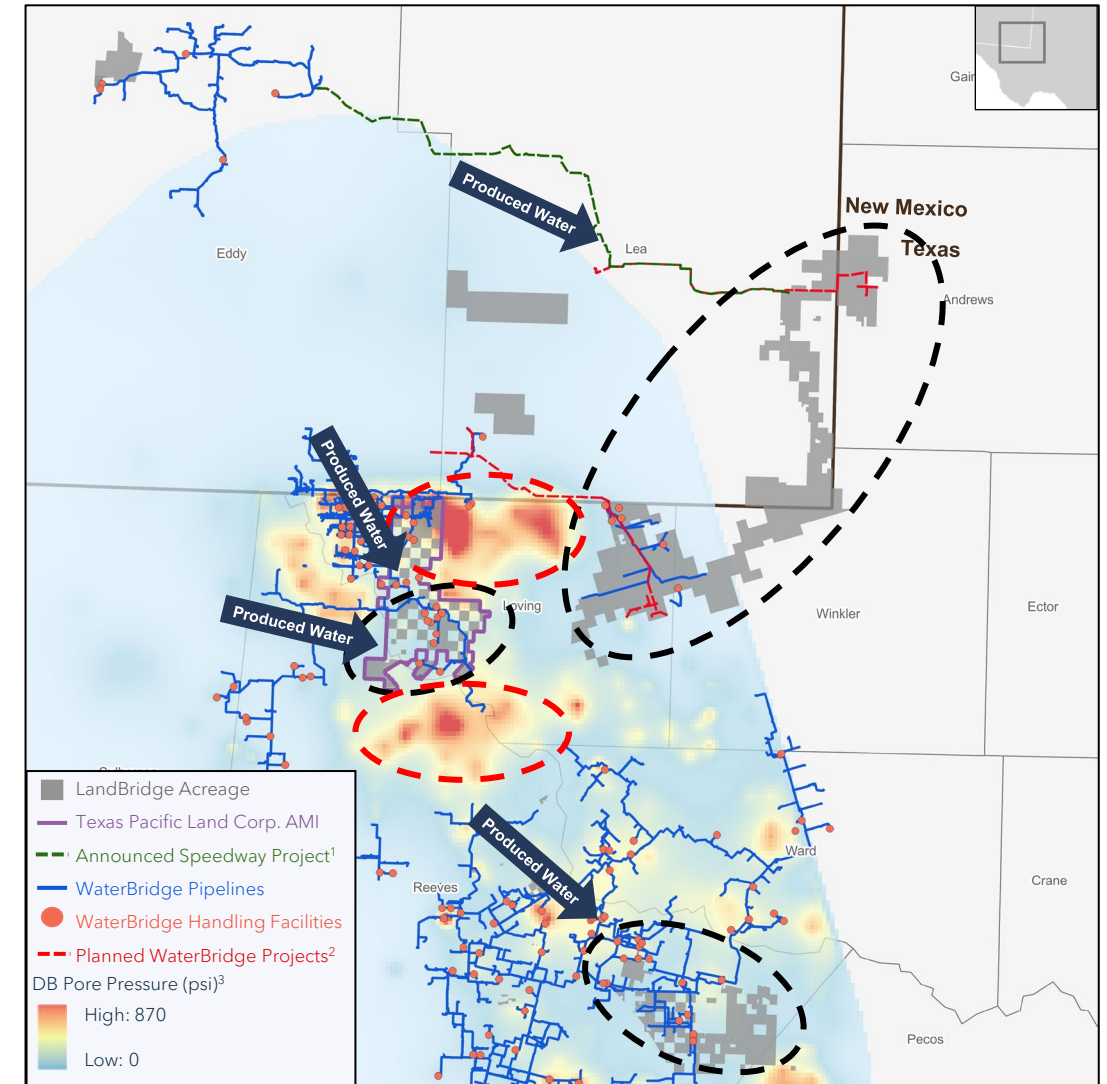 Gair
New Mexico
Texas
Produced Water
Eddy
Lea
Andrews
Produced Water
Produced Water
Loving
Winkler
Ector
LandBridge Acreage
Texas Pacific Land Corp. AMI
Announced Speedway Project¹
WaterBridge Pipelines
WaterBridge Handling Facilities
Planned WaterBridge Projects²
DB Pore Pressure (psi)³
High: 870
Low: 0
Produced Water
Reeves
Ward
Crane
Pecos